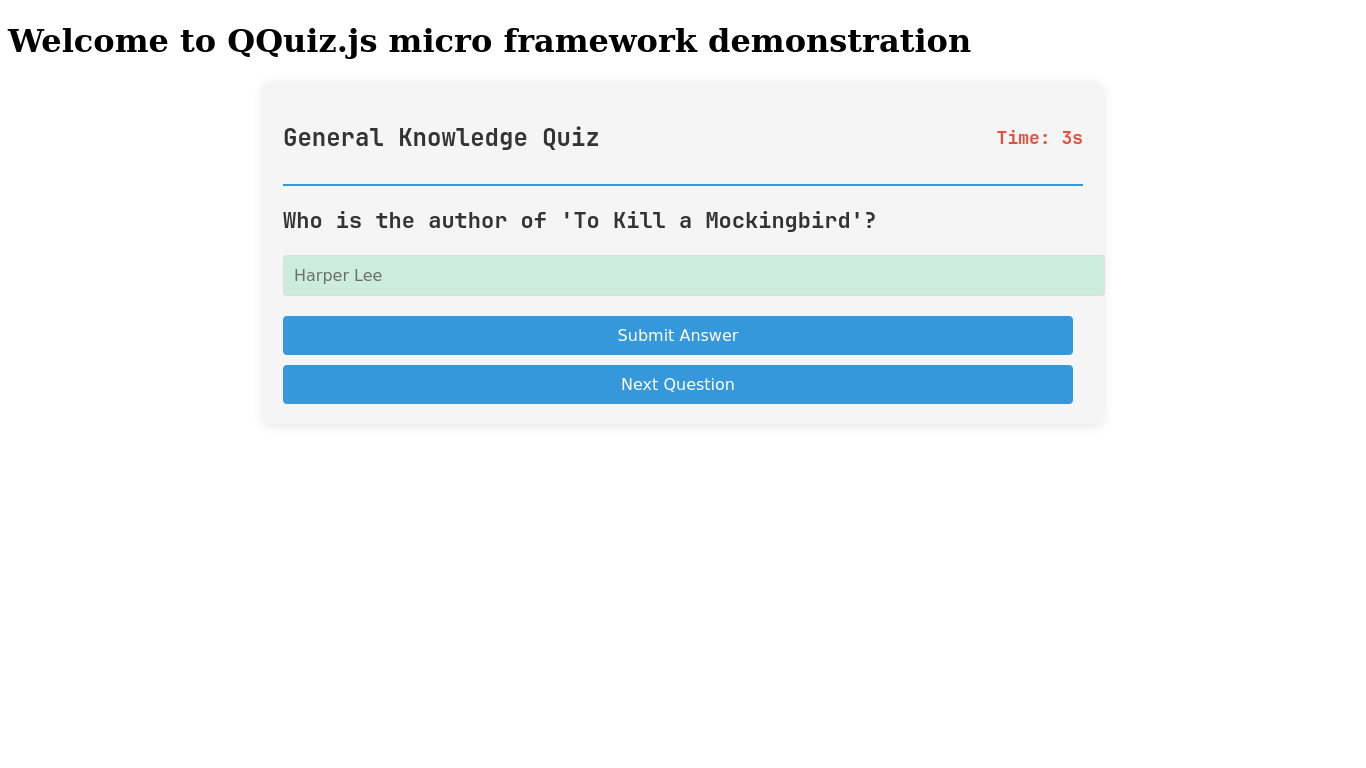 Welcome to QQuiz.js micro framework demonstration
General Knowledge Quiz
Time: 3s
Who is the author of 'To Kill a Mockingbird'?
Harper Lee
Submit Answer
Next Question